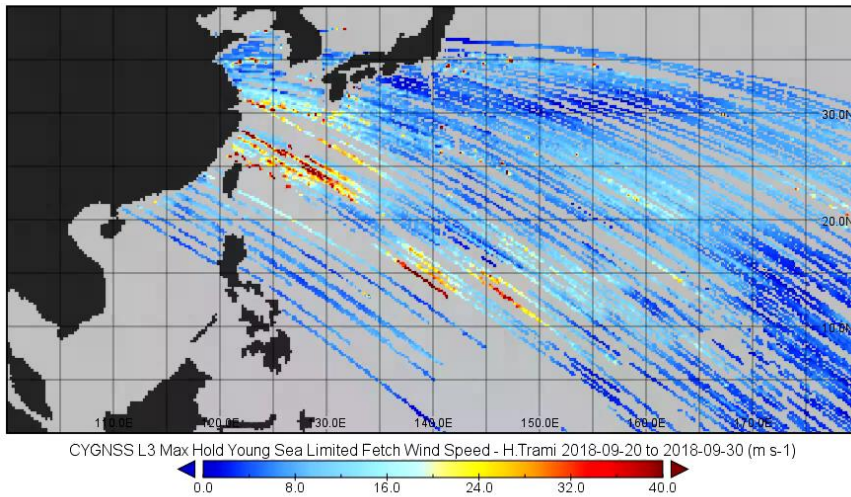 30.0N
20.0N
10.0N
110.0E 120.0E 130.0E 140.0E 150.0E 160.0E 170.0E
CYGNSS L3 Max Hold Young Sea Limited Fetch Wind Speed - H.Trami 2018-09-20 to 2018-09-30 (m s-1)
0.0 8.0 16.0 24.0 32.0 40.0